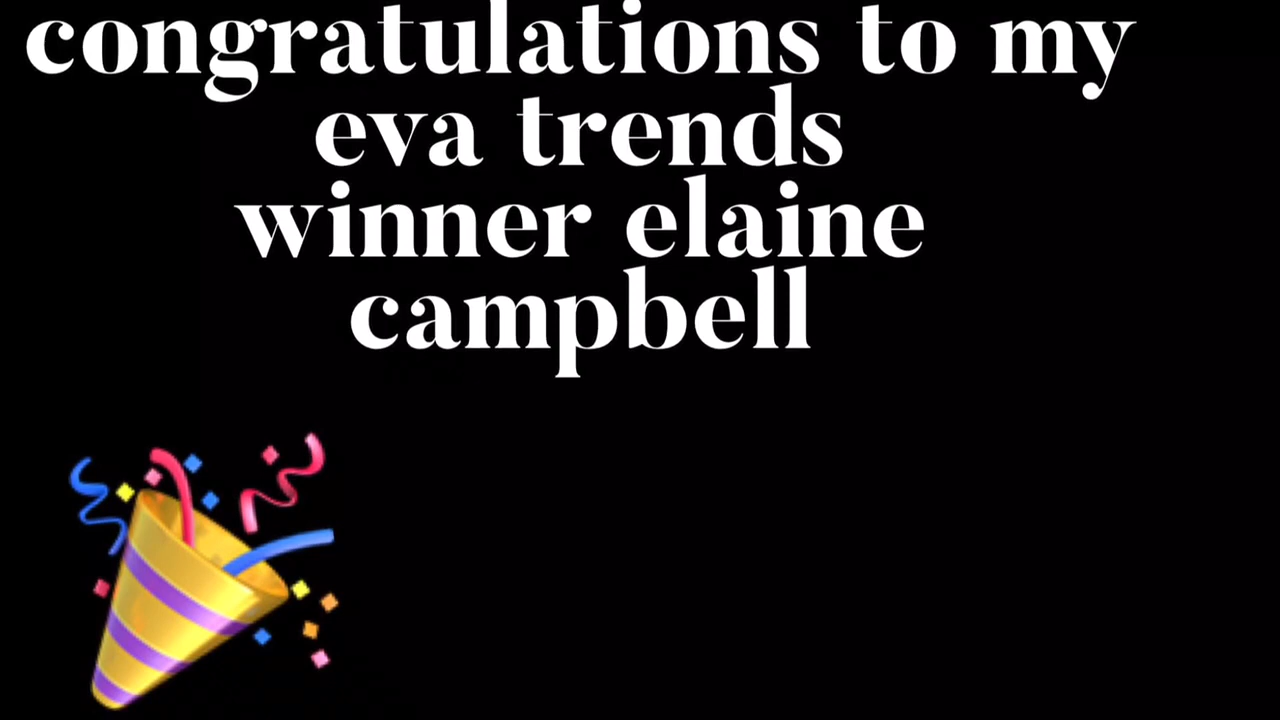 congratulations to my
eva trends
winner elaine
campbell